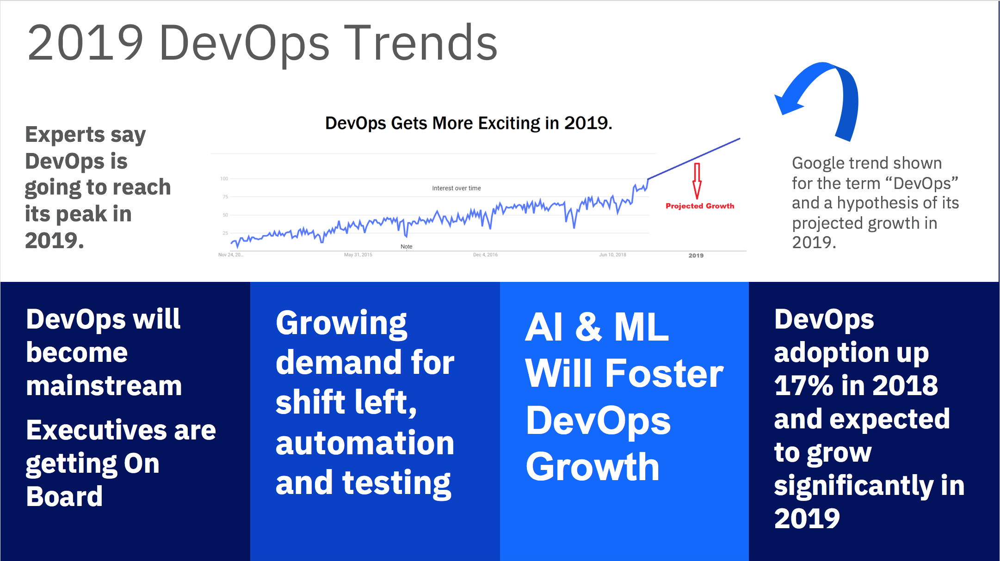 2019 DevOps Trends
Experts say
DevOps is
going to reach
its peak in
2019.
DevOps Gets More Exciting in 2019.
100
75
50
25
Interest over time
Note
Projected Growth
Nov 24, 20...
May 31, 2015
Dec 4, 2016
Jun 10, 2018
2019
Google trend shown
for the term “DevOps”
and a hypothesis of its
projected growth in
2019.
DevOps will
become
mainstream
Executives are
getting On
Board
Growing
demand for
shift left,
automation
and testing
AI & ML
Will Foster
DevOps
Growth
DevOps
adoption up
17% in 2018
and expected
to grow
significantly in
2019